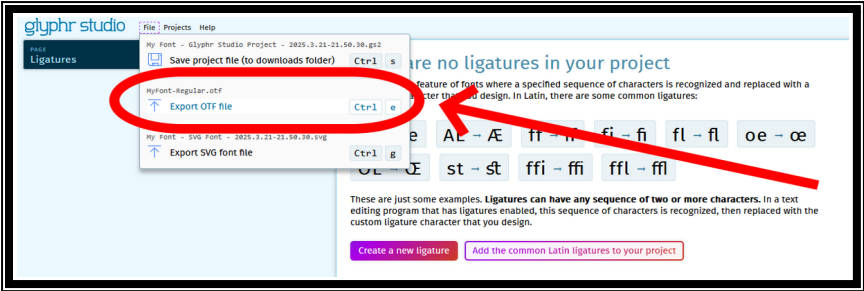 glyphr studio
File Projects Help
PAGE
Ligatures
My Font - Glyphr Studio Project - 2025.3.21-21.50.30.gs2
Save project file (to downloads folder) Ctrl s
MyFont-Regular.otf
Export OTF file Ctrl e
My Font - SVG Font - 2025.3.21-21.50.30.svg
Export SVG font file Ctrl g
are no ligatures in your project
feature of fonts where a specified sequence of characters is recognized and replaced with a
that you design. In Latin, there are some common ligatures:
fl → fl oe → œ
st → st ffi → ffi ffl → ffl
These are just some examples. Ligatures can have any sequence of two or more characters. In a text
editing program that has ligatures enabled, this sequence of characters is recognized, then replaced with the
custom ligature character that you design.
Create a new ligature Add the common Latin ligatures to your project